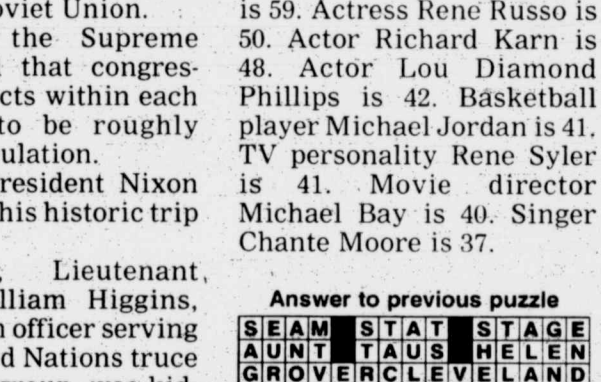 oviet Union.
the Supreme
that congres-
cts within each
to be roughly
ulation.
resident Nixon
his historic trip
Lieutenant
lliam Higgins,
officer serving
d Nations truce
is 59. Actress Rene Russo is
50. Actor Richard Karn is
48. Actor Lou Diamond
Phillips is 42. Basketball
player Michael Jordan is 41.
TV personality Rene Syler
is 41. Movie director
Michael Bay is 40. Singer
Chante Moore is 37.
Answer to previous puzzle
SEAM STAT STAGE
AUNT TAUS HELEN
GROVERCLEVELAND